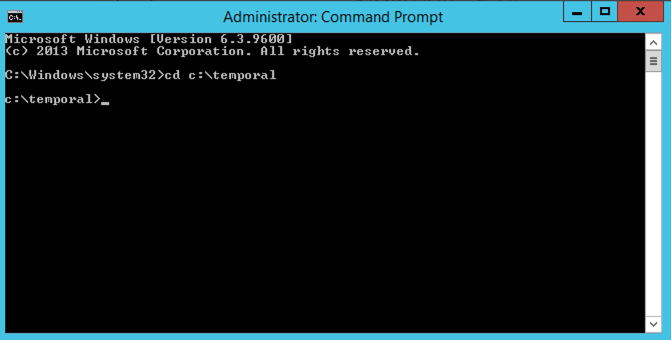 Administrator: Command Prompt
Microsoft Windows [Version 6.3.9600]
(c) 2013 Microsoft Corporation. All rights reserved.
C:\Windows\system32>cd c:\temporal
c:\temporal>_